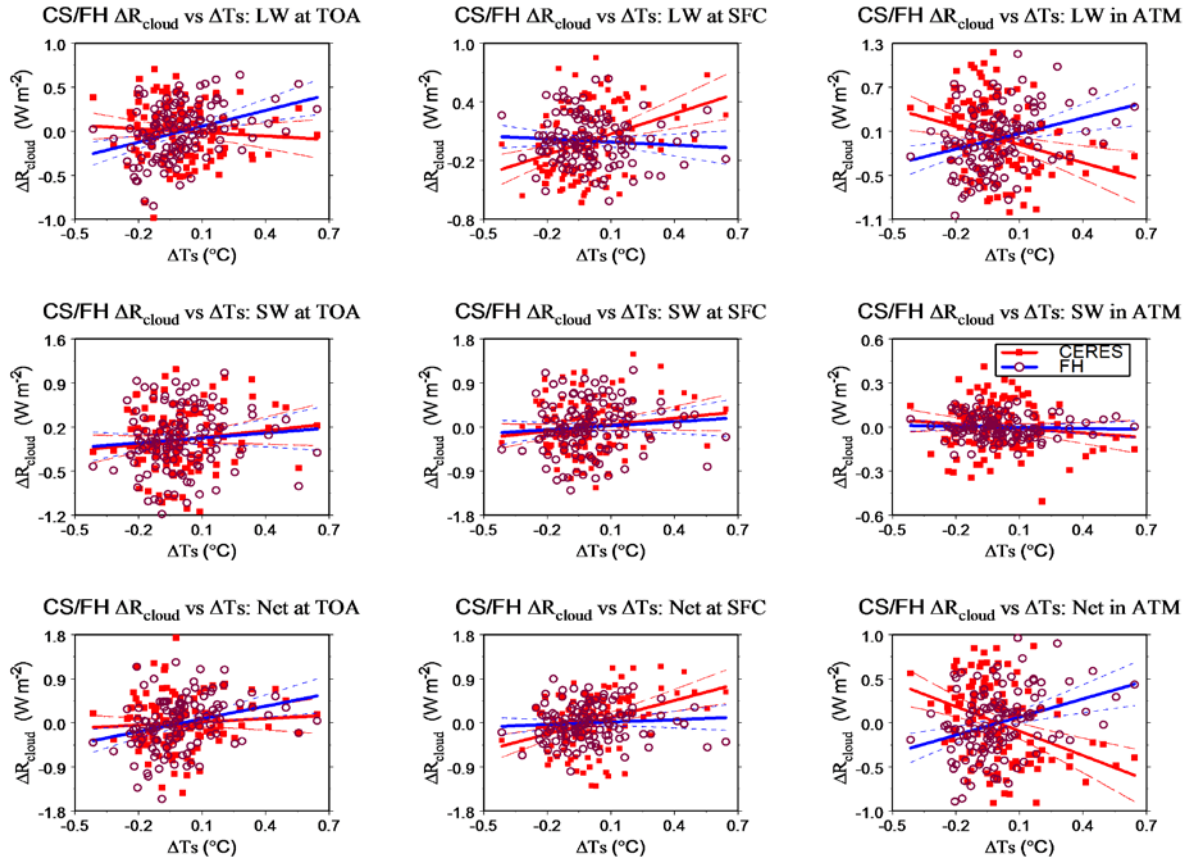 CS/FH ΔRcloud vs ΔTs: LW at TOA
CS/FH ΔRcloud vs ΔTs: LW at SFC
CS/FH ΔRcloud vs ΔTs: LW in ATM
ΔRcloud (W m-2)
1.0
0.5
0.0
-0.5
-1.0
-0.5 -0.2 0.1 0.4 0.7
ΔTs (°C)
ΔRcloud (W m-2)
1.0
0.4
-0.2
-0.8
-0.5 -0.2 0.1 0.4 0.7
ΔTs (°C)
ΔRcloud (W m-2)
1.3
0.7
0.1
-0.5
-1.1
-0.5 -0.2 0.1 0.4 0.7
ΔTs (°C)
CS/FH ΔRcloud vs ΔTs: SW at TOA
CS/FH ΔRcloud vs ΔTs: SW at SFC
CS/FH ΔRcloud vs ΔTs: SW in ATM
ΔRcloud (W m-2)
1.6
0.9
0.2
-0.5
-1.2
-0.5 -0.2 0.1 0.4 0.7
ΔTs (°C)
ΔRcloud (W m-2)
1.8
0.9
0.0
-0.9
-1.8
-0.5 -0.2 0.1 0.4 0.7
ΔTs (°C)
ΔRcloud (W m-2)
0.6
0.3
0.0
-0.3
-0.6
CERES
FH
-0.5 -0.2 0.1 0.4 0.7
ΔTs (°C)
CS/FH ΔRcloud vs ΔTs: Net at TOA
CS/FH ΔRcloud vs ΔTs: Net at SFC
CS/FH ΔRcloud vs ΔTs: Net in ATM
ΔRcloud (W m-2)
1.8
0.9
0.0
-0.9
-1.8
-0.5 -0.2 0.1 0.4 0.7
ΔTs (°C)
ΔRcloud (W m-2)
1.8
0.9
0.0
-0.9
-1.8
-0.5 -0.2 0.1 0.4 0.7
ΔTs (°C)
ΔRcloud (W m-2)
1.0
0.5
0.0
-0.5
-1.0
-0.5 -0.2 0.1 0.4 0.7
ΔTs (°C)